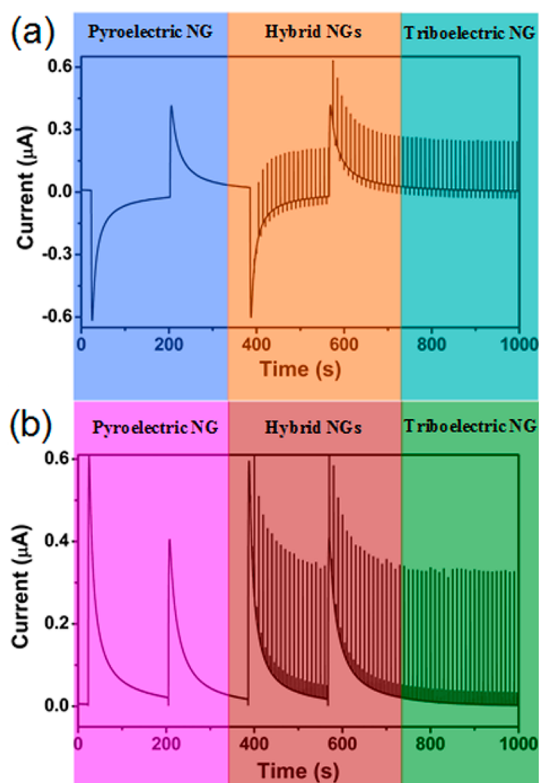 (a)
Pyroelectric NG Hybrid NGs Triboelectric NG
0.6
0.3
0.0
-0.3
-0.6
Current (μA)
0 200 400 600 800 1000
Time (s)
(b)
Pyroelectric NG Hybrid NGs Triboelectric NG
0.6
0.4
0.2
0.0
Current (μA)
0 200 400 600 800 1000
Time (s)